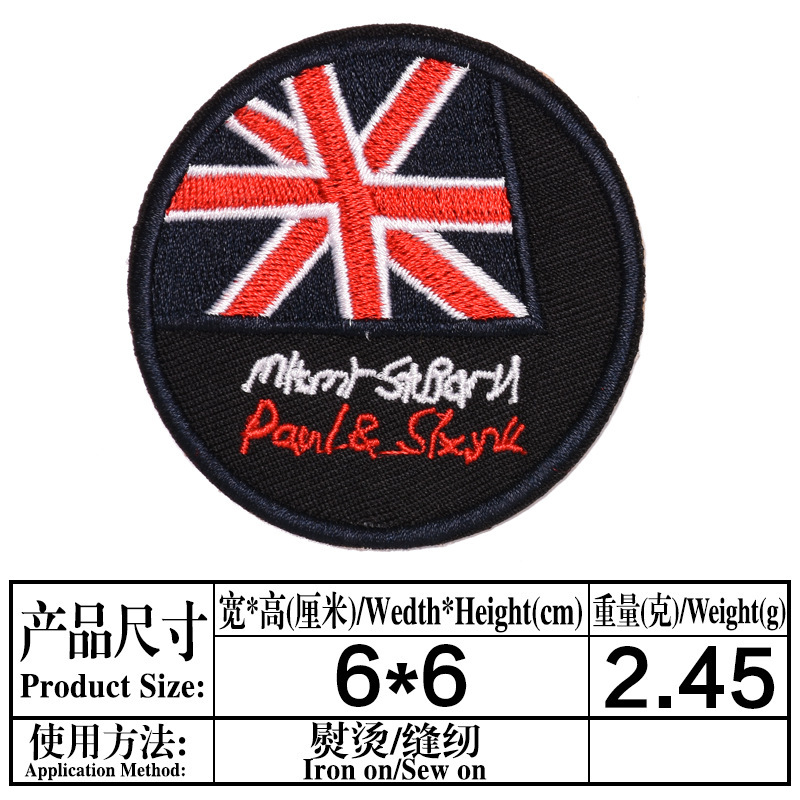 Paul &
产品尺寸
Product Size:
宽*高(厘米)/Wedth*Height(cm)
重量(克)/Weight(g)
6*6
2.45
使用方法:
Application Method:
熨烫/缝纫
Iron on/Sew on